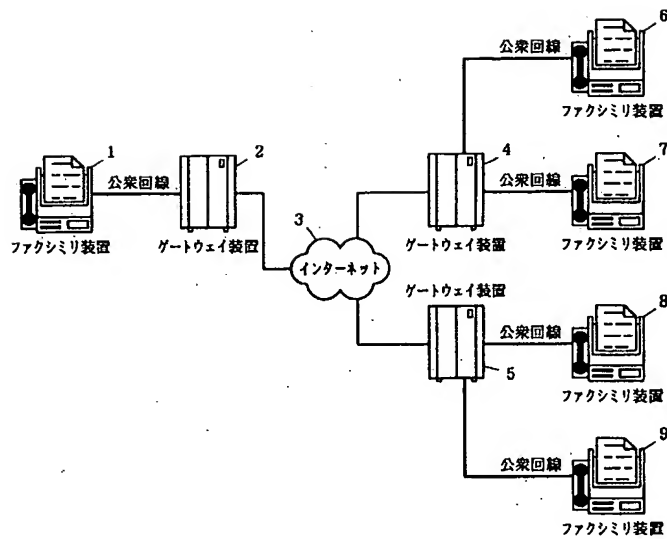 6
公衆回線
ファクシミリ装置
1
2
4
7
公衆回線
公衆回線
3
ファクシミリ装置
ゲートウェイ装置
ゲートウェイ装置
ファクシミリ装置
インターネット
ゲートウェイ装置
8
公衆回線
5
ファクシミリ装置
9
公衆回線
ファクシミリ装置